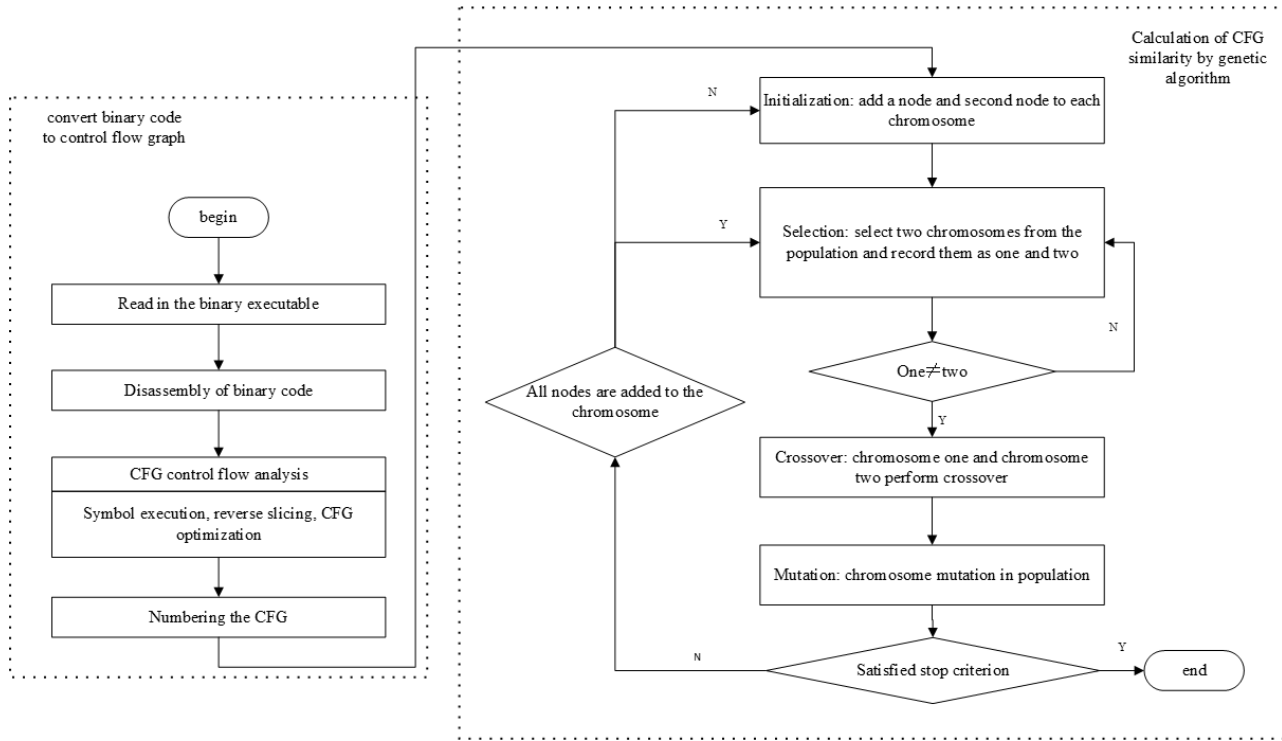 convert binary code
to control flow graph
begin
Read in the binary executable
Disassembly of binary code
CFG control flow analysis
Symbol execution, reverse slicing, CFG
optimization
Numbering the CFG
Calculation of CFG
similarity by genetic
algorithm
N
Initialization: add a node and second node to each
chromosome
Y
Selection: select two chromosomes from the
population and record them as one and two
N
One≠two
Y
All nodes are added to the
chromosome
Crossover: chromosome one and chromosome
two perform crossover
Mutation: chromosome mutation in population
N
Satisfied stop criterion
Y
end